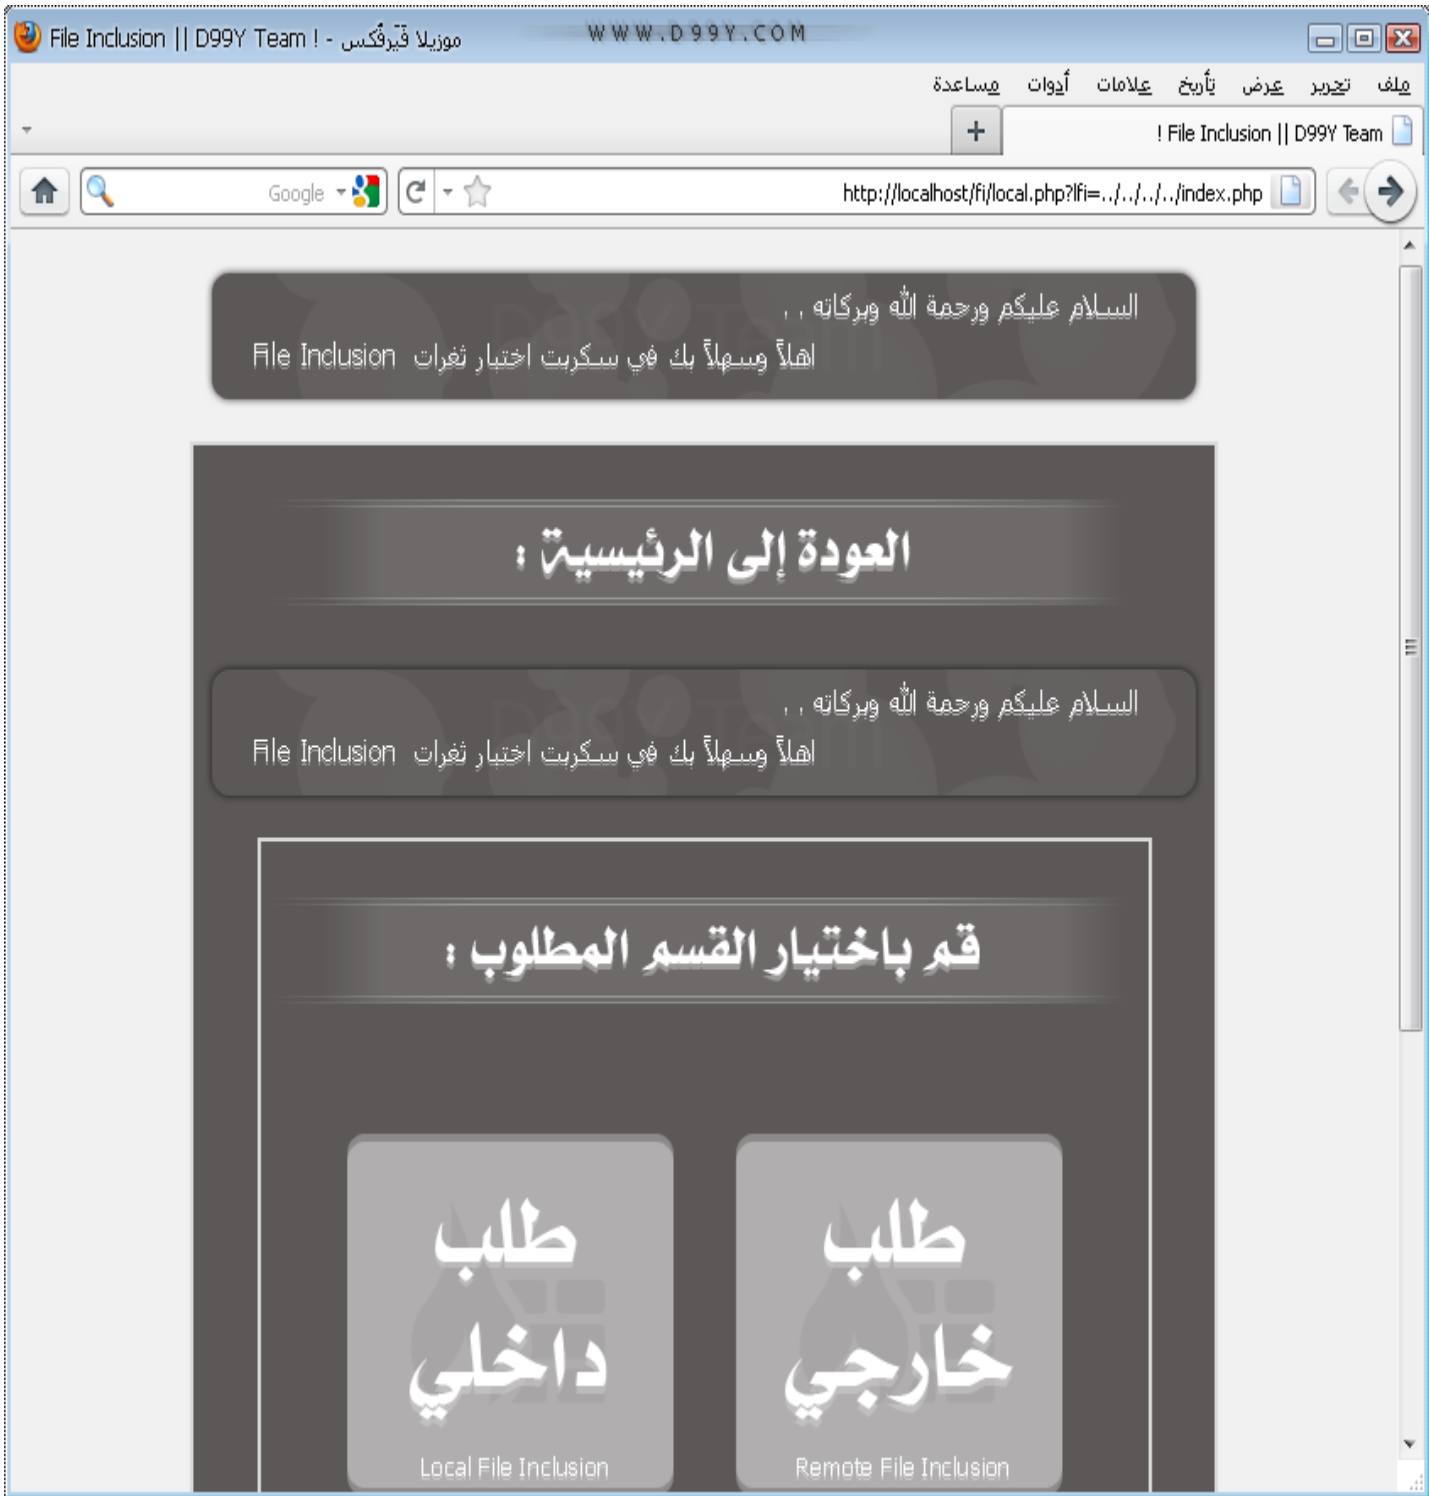 File Inclusion || D99Y Team ! - موزيلا فَيَرفُكس
WWW.D99Y.COM
ملف تحرير عرض تأريخ علامات أدوات مساعدة
! File Inclusion || D99Y Team
http://localhost/fi/local.php?lfi=../../../../index.php
Google
السلام عليكم ورحمة الله وبركاته . .
اهلاً وسهلاً بك في سكربت اختبار ثغرات File Inclusion
العودة إلى الرئيسية :
السلام عليكم ورحمة الله وبركاته . .
اهلاً وسهلاً بك في سكربت اختبار ثغرات File Inclusion
قم باختيار القسم المطلوب :
طلب خارجي
Remote File Inclusion
طلب داخلي
Local File Inclusion